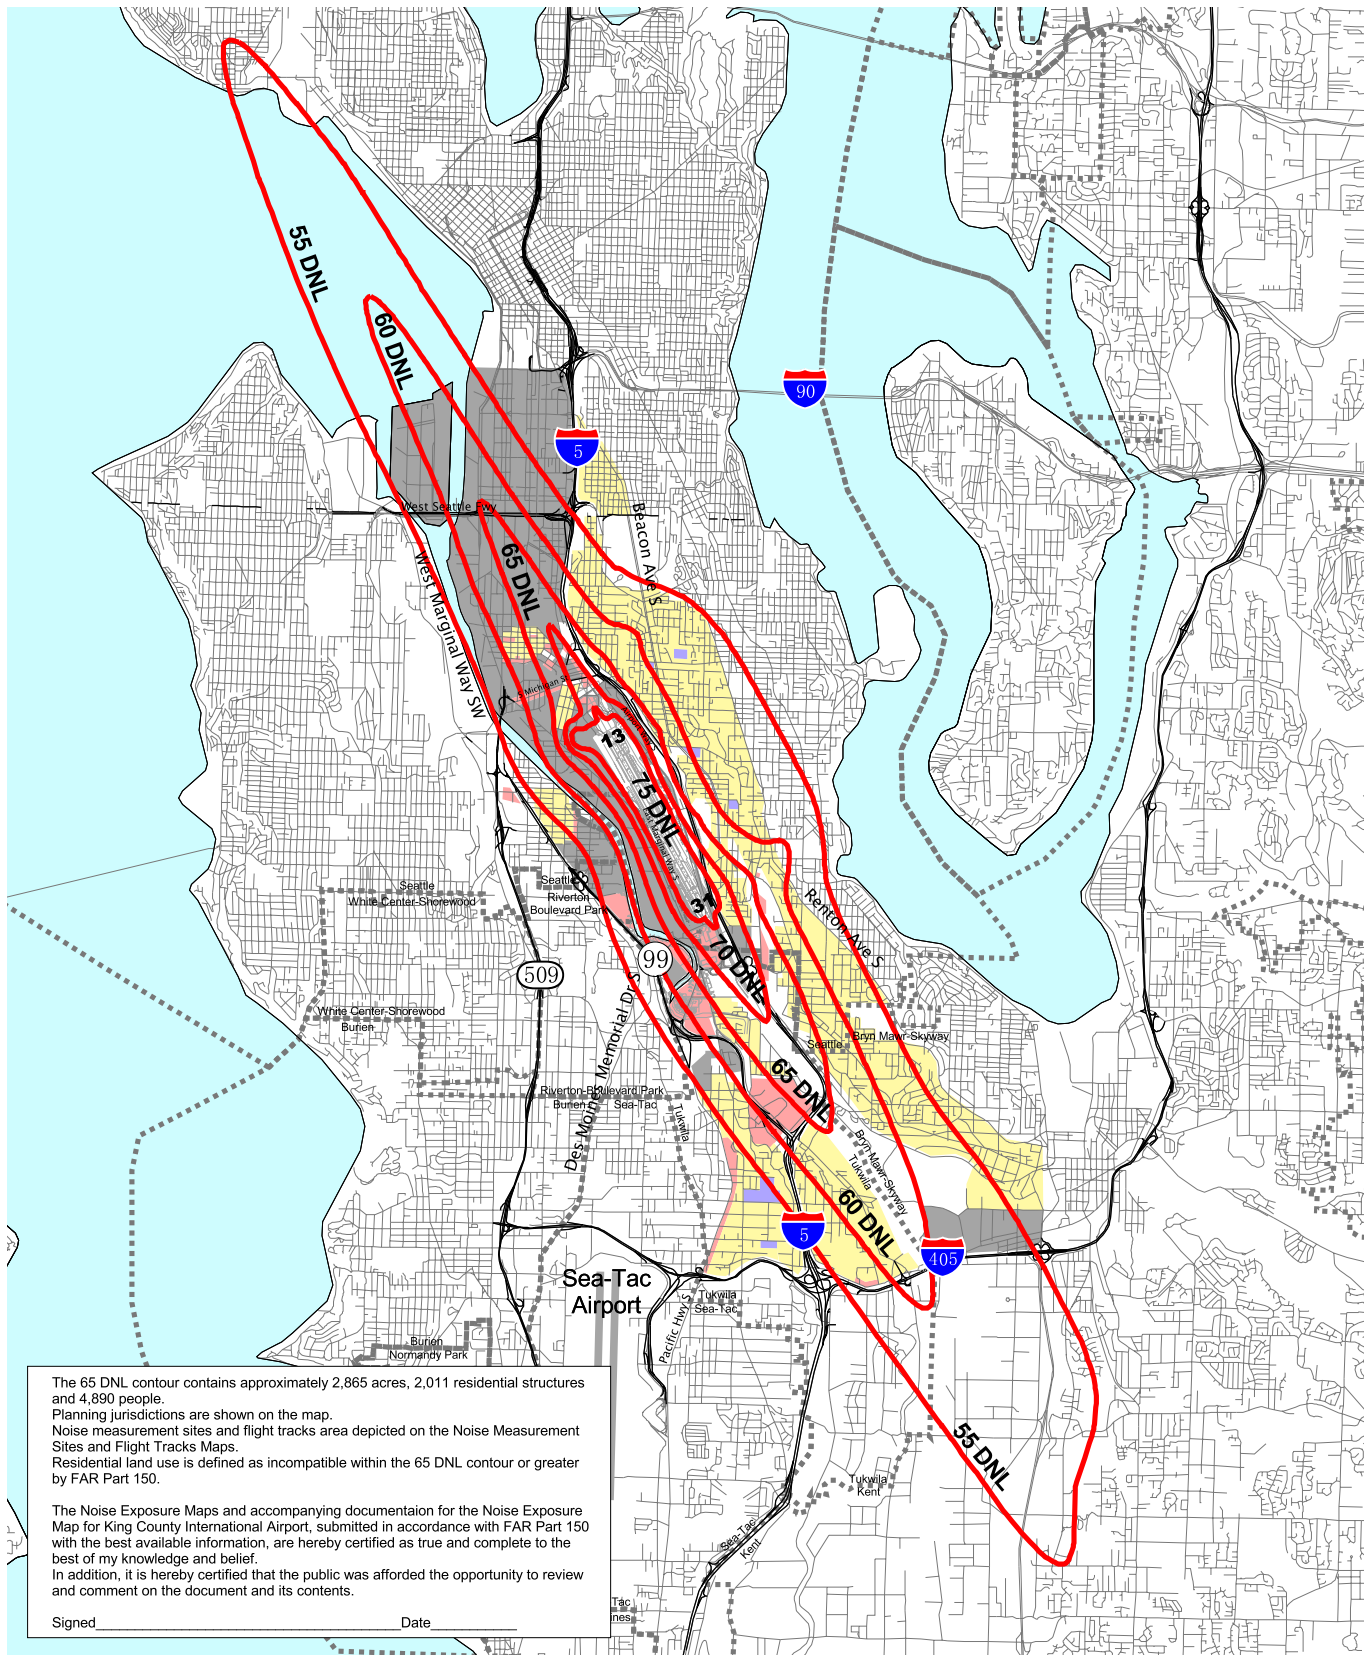 55 DNL
60 DNL
90
5
West Seattle Fwy
Beacon Ave S
65 DNL
West Marginal Way SW
S Michigan St
Airport Way S
13
75 DNL
East Marginal Way S
31
Seattle
White Center-Shorewood
Seattle
Riverton
Boulevard Park
Renton Ave S
70 DNL
99
509
Des Moines Memorial Dr S
White Center-Shorewood
Burien
Seattle
Bryn Mawr-Skyway
65 DNL
Riverton-Boulevard Park
Burien
Sea-Tac
Tukwila
Bryn Mawr-Skyway
Tukwila
60 DNL
5
405
Sea-Tac
Airport
Pacific Hwy S
Tukwila
Sea-Tac
Burien
Normandy Park
55 DNL
Tukwila
Kent
Sea-Tac
Kent
Tac
ines
The 65 DNL contour contains approximately 2,865 acres, 2,011 residential structures
and 4,890 people.
Planning jurisdictions are shown on the map.
Noise measurement sites and flight tracks area depicted on the Noise Measurement
Sites and Flight Tracks Maps.
Residential land use is defined as incompatible within the 65 DNL contour or greater
by FAR Part 150.
The Noise Exposure Maps and accompanying documentaion for the Noise Exposure
Map for King County International Airport, submitted in accordance with FAR Part 150
with the best available information, are hereby certified as true and complete to the
best of my knowledge and belief.
In addition, it is hereby certified that the public was afforded the opportunity to review
and comment on the document and its contents.
Signed______________________________________Date___________